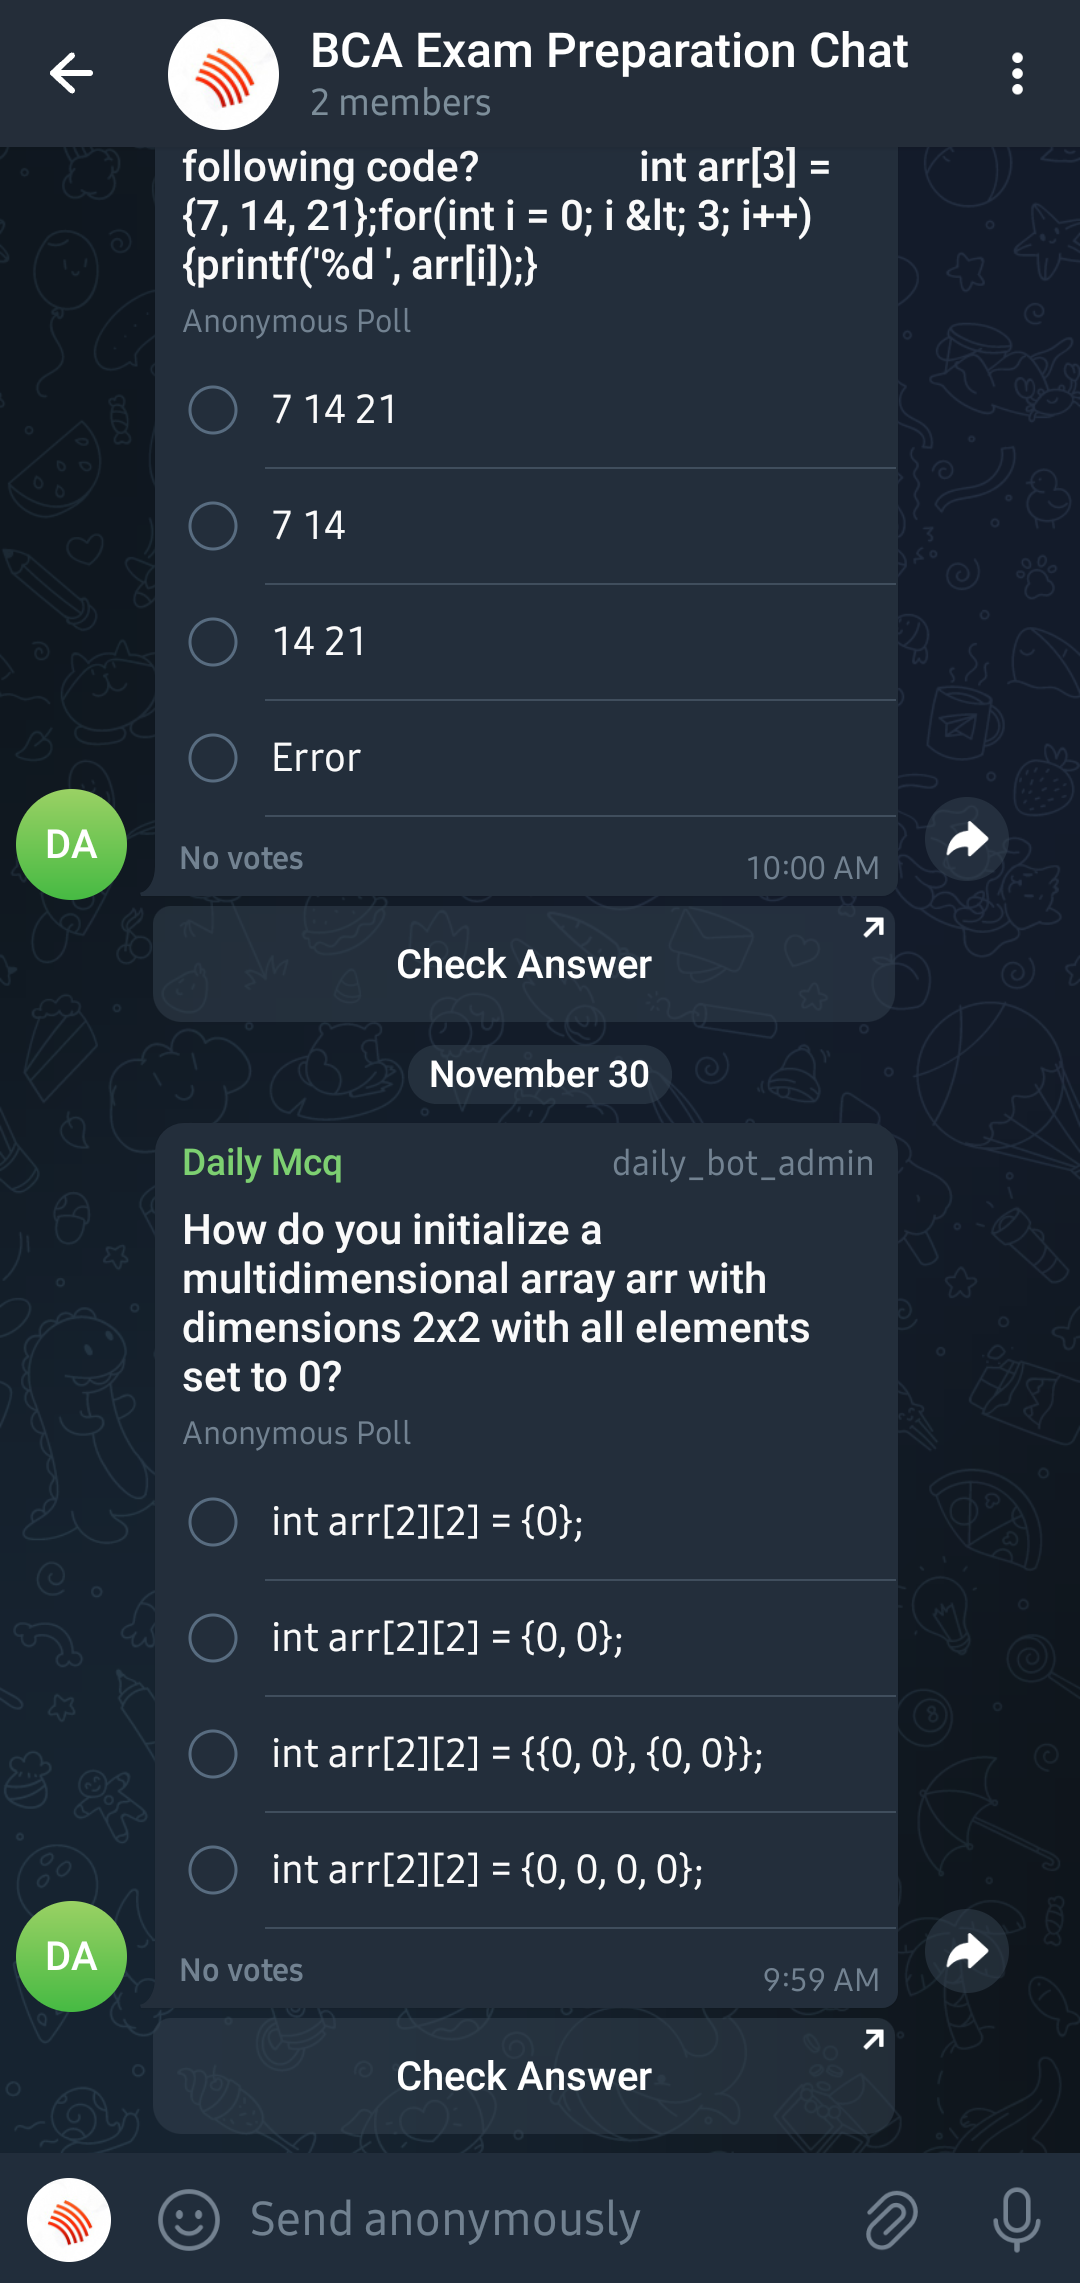 BCA Exam Preparation Chat
2 members
following code? int arr[3] =
{7, 14, 21};for(int i = 0; i &lt; 3; i++)
{printf('%d ', arr[i]);}
Anonymous Poll
7 14 21
7 14
14 21
Error
DA
No votes
10:00 AM
Check Answer
November 30
Daily Mcq daily_bot_admin
How do you initialize a
multidimensional array arr with
dimensions 2x2 with all elements
set to 0?
Anonymous Poll
int arr[2][2] = {0};
int arr[2][2] = {0, 0};
int arr[2][2] = {{0, 0}, {0, 0}};
int arr[2][2] = {0, 0, 0, 0};
DA
No votes
9:59 AM
Check Answer
Send anonymously